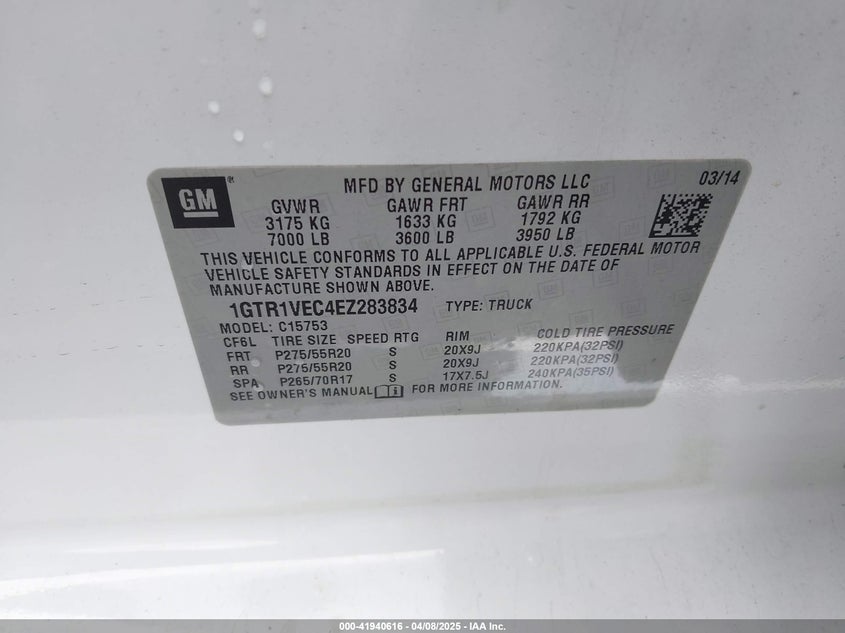 GM®
MFD BY GENERAL MOTORS LLC 03/14
GVWR GAWR FRT GAWR RR
3175 KG 1633 KG 1792 KG
7000 LB 3600 LB 3950 LB
THIS VEHICLE CONFORMS TO ALL APPLICABLE U.S. FEDERAL MOTOR
VEHICLE SAFETY STANDARDS IN EFFECT ON THE DATE OF
MANUFACTURE SHOWN ABOVE.
1GTR1VEC4EZ283834 TYPE: TRUCK
MODEL: C15753
CF6L TIRE SIZE SPEED RTG RIM COLD TIRE PRESSURE
FRT P275/55R20 S 20X9J 220KPA(32PSI)
RR P275/55R20 S 20X9J 220KPA(32PSI)
SPA P265/70R17 S 17X7.5J 240KPA(35PSI)
SEE OWNER'S MANUAL FOR MORE INFORMATION.
000-41940616 - 04/08/2025 - IAA Inc.